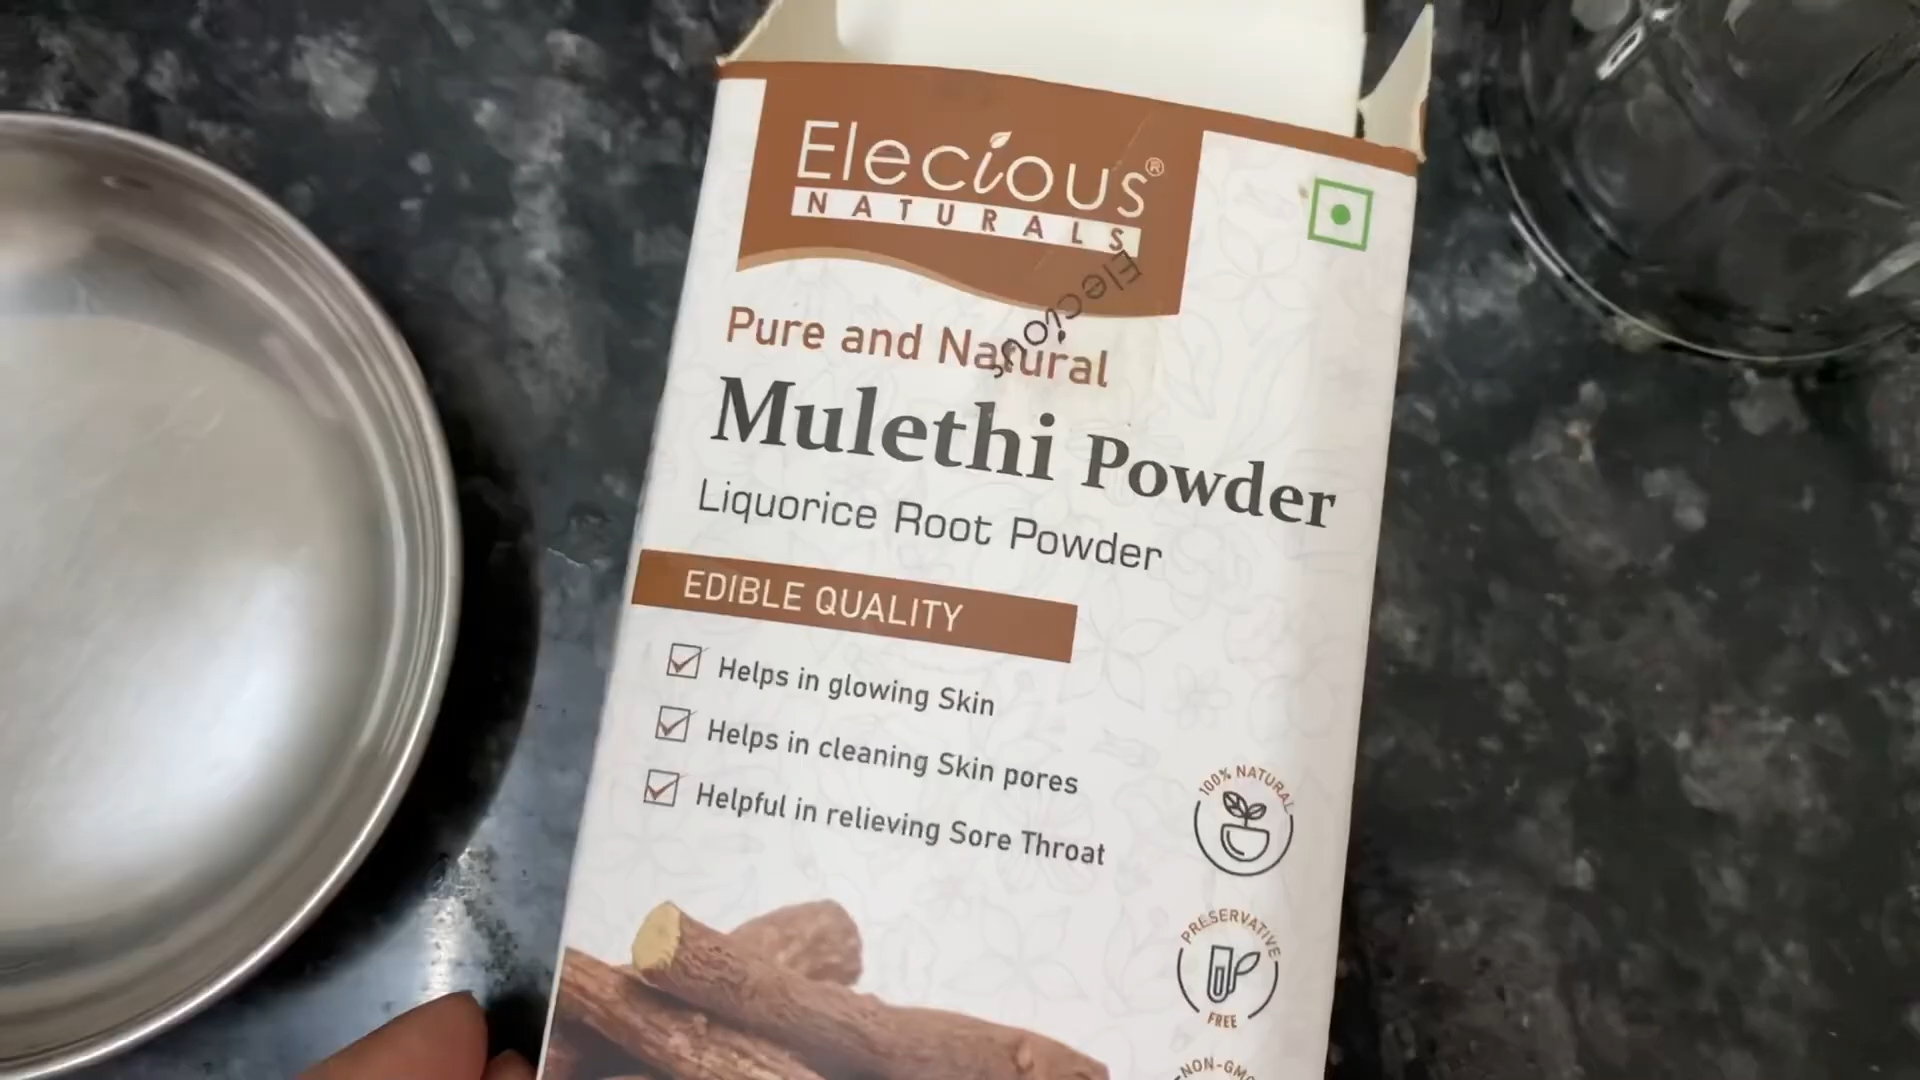 Elecious®
NATURALS
Elecious
Pure and Natural
Mulethi Powder
Liquorice Root Powder
EDIBLE QUALITY
Helps in glowing Skin
Helps in cleaning Skin pores
Helpful in relieving Sore Throat
100% NATURAL
PRESERVATIVE
FREE
NON-GMO